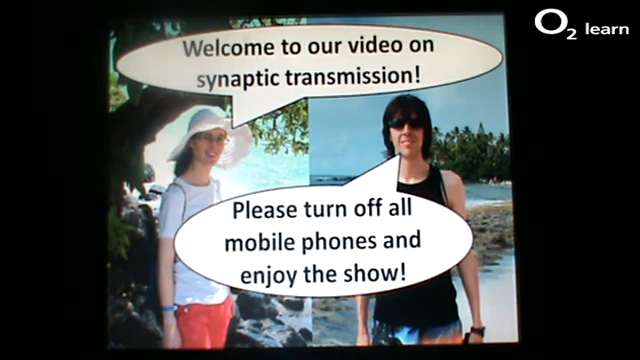 O2 learn
Welcome to our video on
synaptic transmission!
Please turn off all
mobile phones and
enjoy the show!